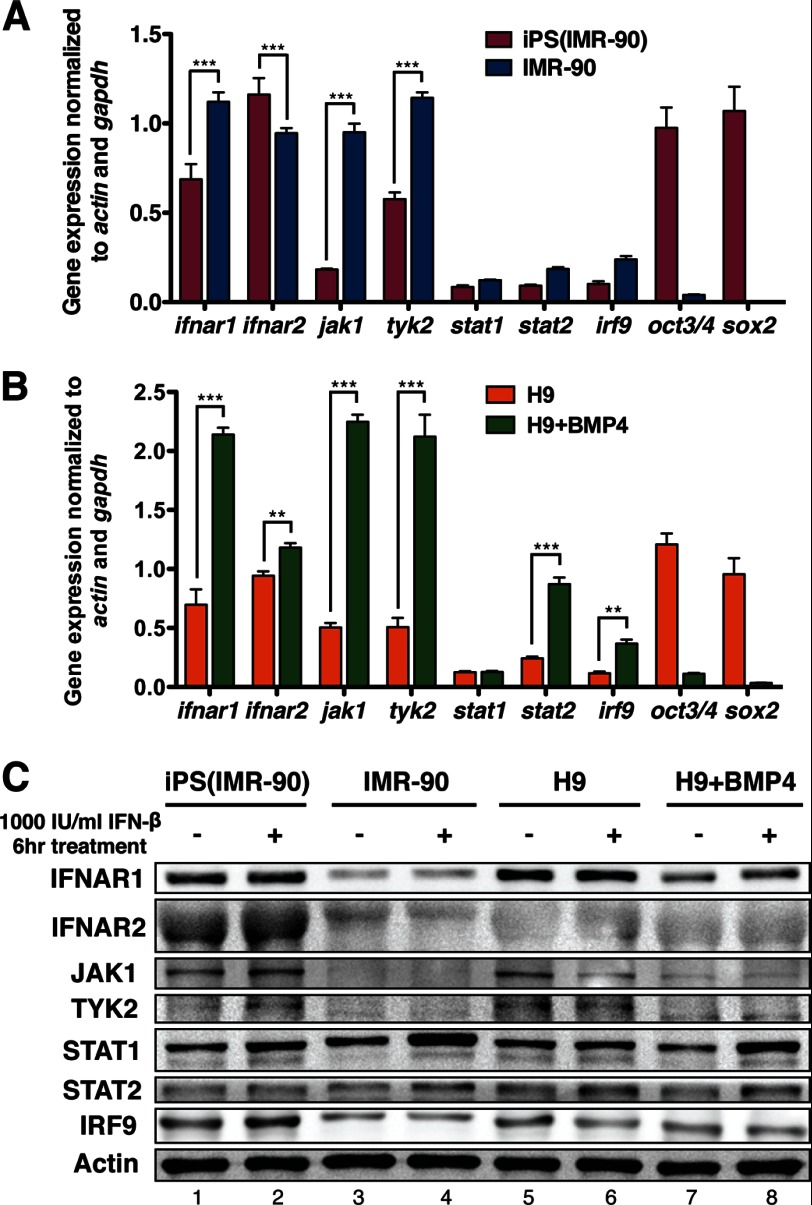 A
Gene expression normalized
to actin and gapdh
1.5
1.0
0.5
0.0
***
***
***
***
iPS(IMR-90)
IMR-90
ifnar1 ifnar2 jak1 tyk2 stat1 stat2 irf9 oct3/4 sox2
B
Gene expression normalized to
actin and gapdh
2.5
2.0
1.5
1.0
0.5
0.0
***
**
***
***
***
**
H9
H9+BMP4
ifnar1 ifnar2 jak1 tyk2 stat1 stat2 irf9 oct3/4 sox2
C
iPS(IMR-90) IMR-90 H9 H9+BMP4
1000 IU/ml IFN-β
6hr treatment
- + - + - + - +
IFNAR1
IFNAR2
JAK1
TYK2
STAT1
STAT2
IRF9
Actin
1 2 3 4 5 6 7 8